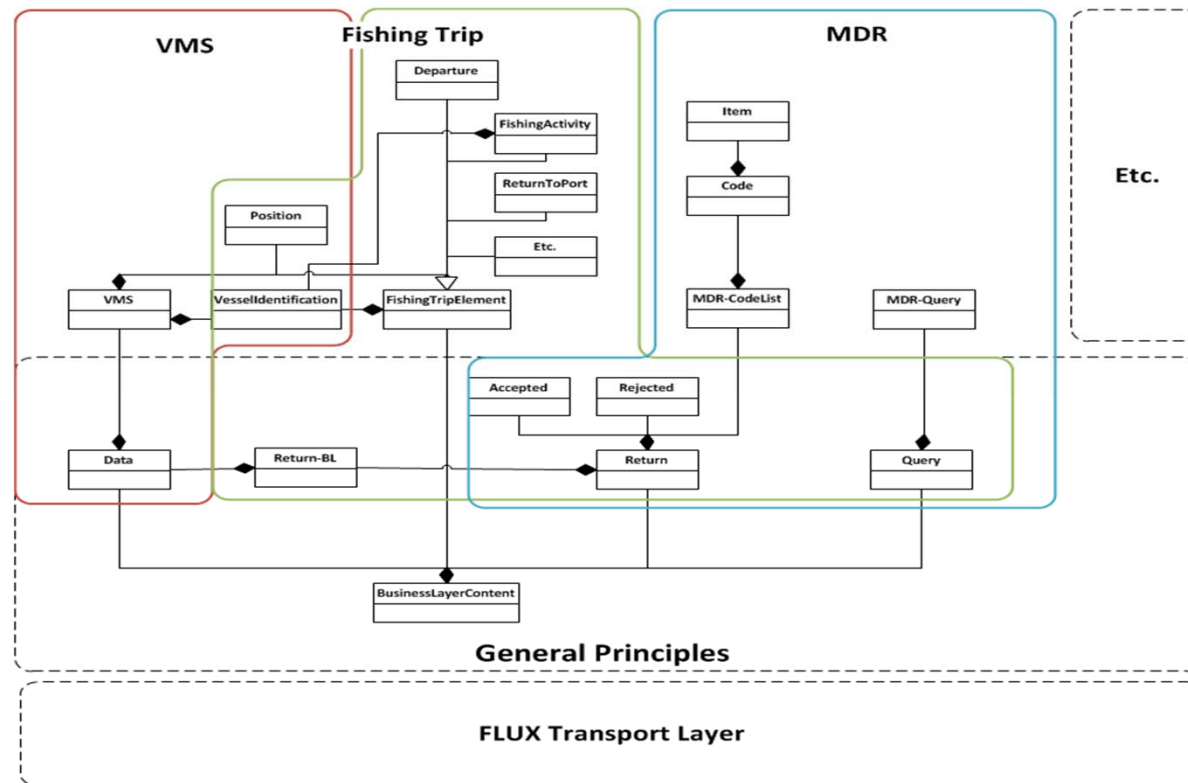 VMS
Fishing Trip
MDR
Departure
FishingActivity
Item
Etc.
ReturnToPort
Code
Position
Etc.
VMS
VesselIdentification
FishingTripElement
MDR-CodeList
MDR-Query
Accepted
Rejected
Data
Return-BL
Return
Query
BusinessLayerContent
General Principles
FLUX Transport Layer